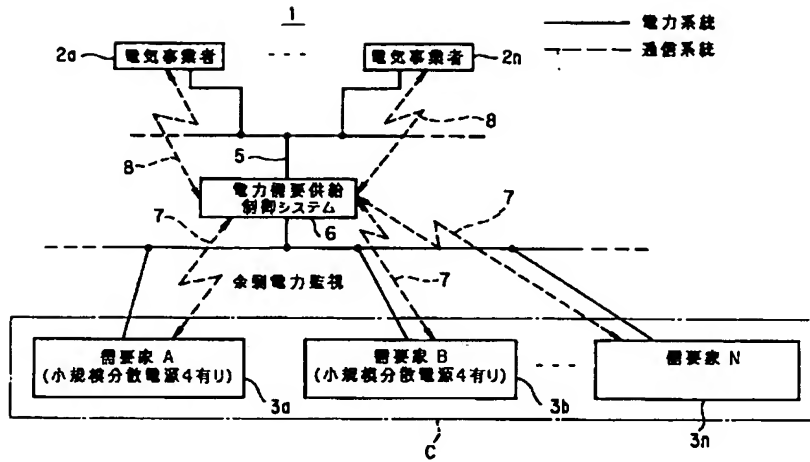 1
2a
電気事業者
- - -
電気事業者
2n
電力系統
通信系統
8
5
8
電力需要供給
制御システム
7
6
7
余剰電力監視
7
需要家 A
(小規模分散電源4有り)
需要家 B
(小規模分散電源4有り)
- - -
需要家 N
3a
3b
3n
C